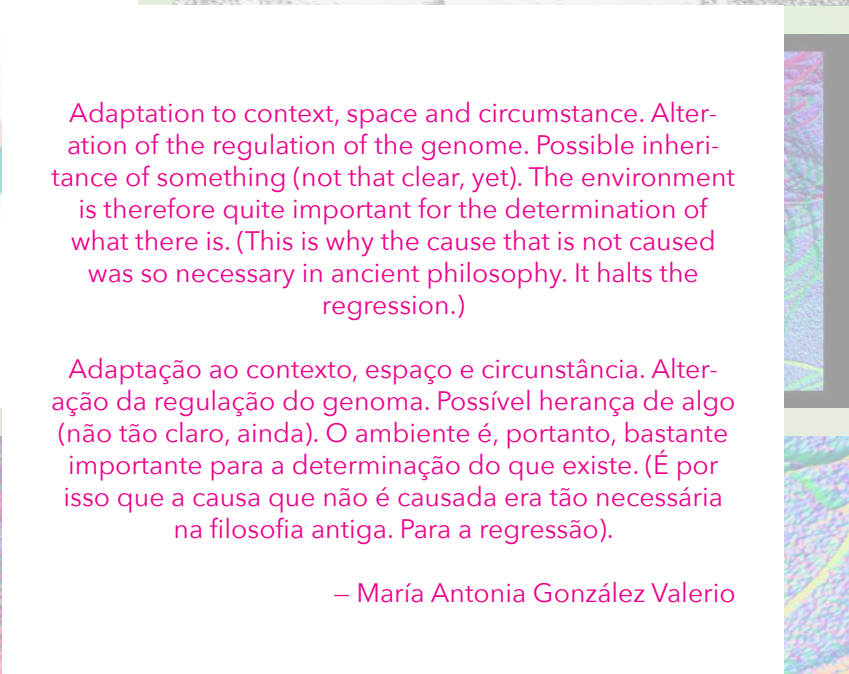 Adaptation to context, space and circumstance. Alter-
ation of the regulation of the genome. Possible inheri-
tance of something (not that clear, yet). The environment
is therefore quite important for the determination of
what there is. (This is why the cause that is not caused
was so necessary in ancient philosophy. It halts the
regression.)
Adaptação ao contexto, espaço e circunstância. Alter-
ação da regulação do genoma. Possível herança de algo
(não tão claro, ainda). O ambiente é, portanto, bastante
importante para a determinação do que existe. (É por
isso que a causa que não é causada era tão necessária
na filosofia antiga. Para a regressão).
– María Antonia González Valerio